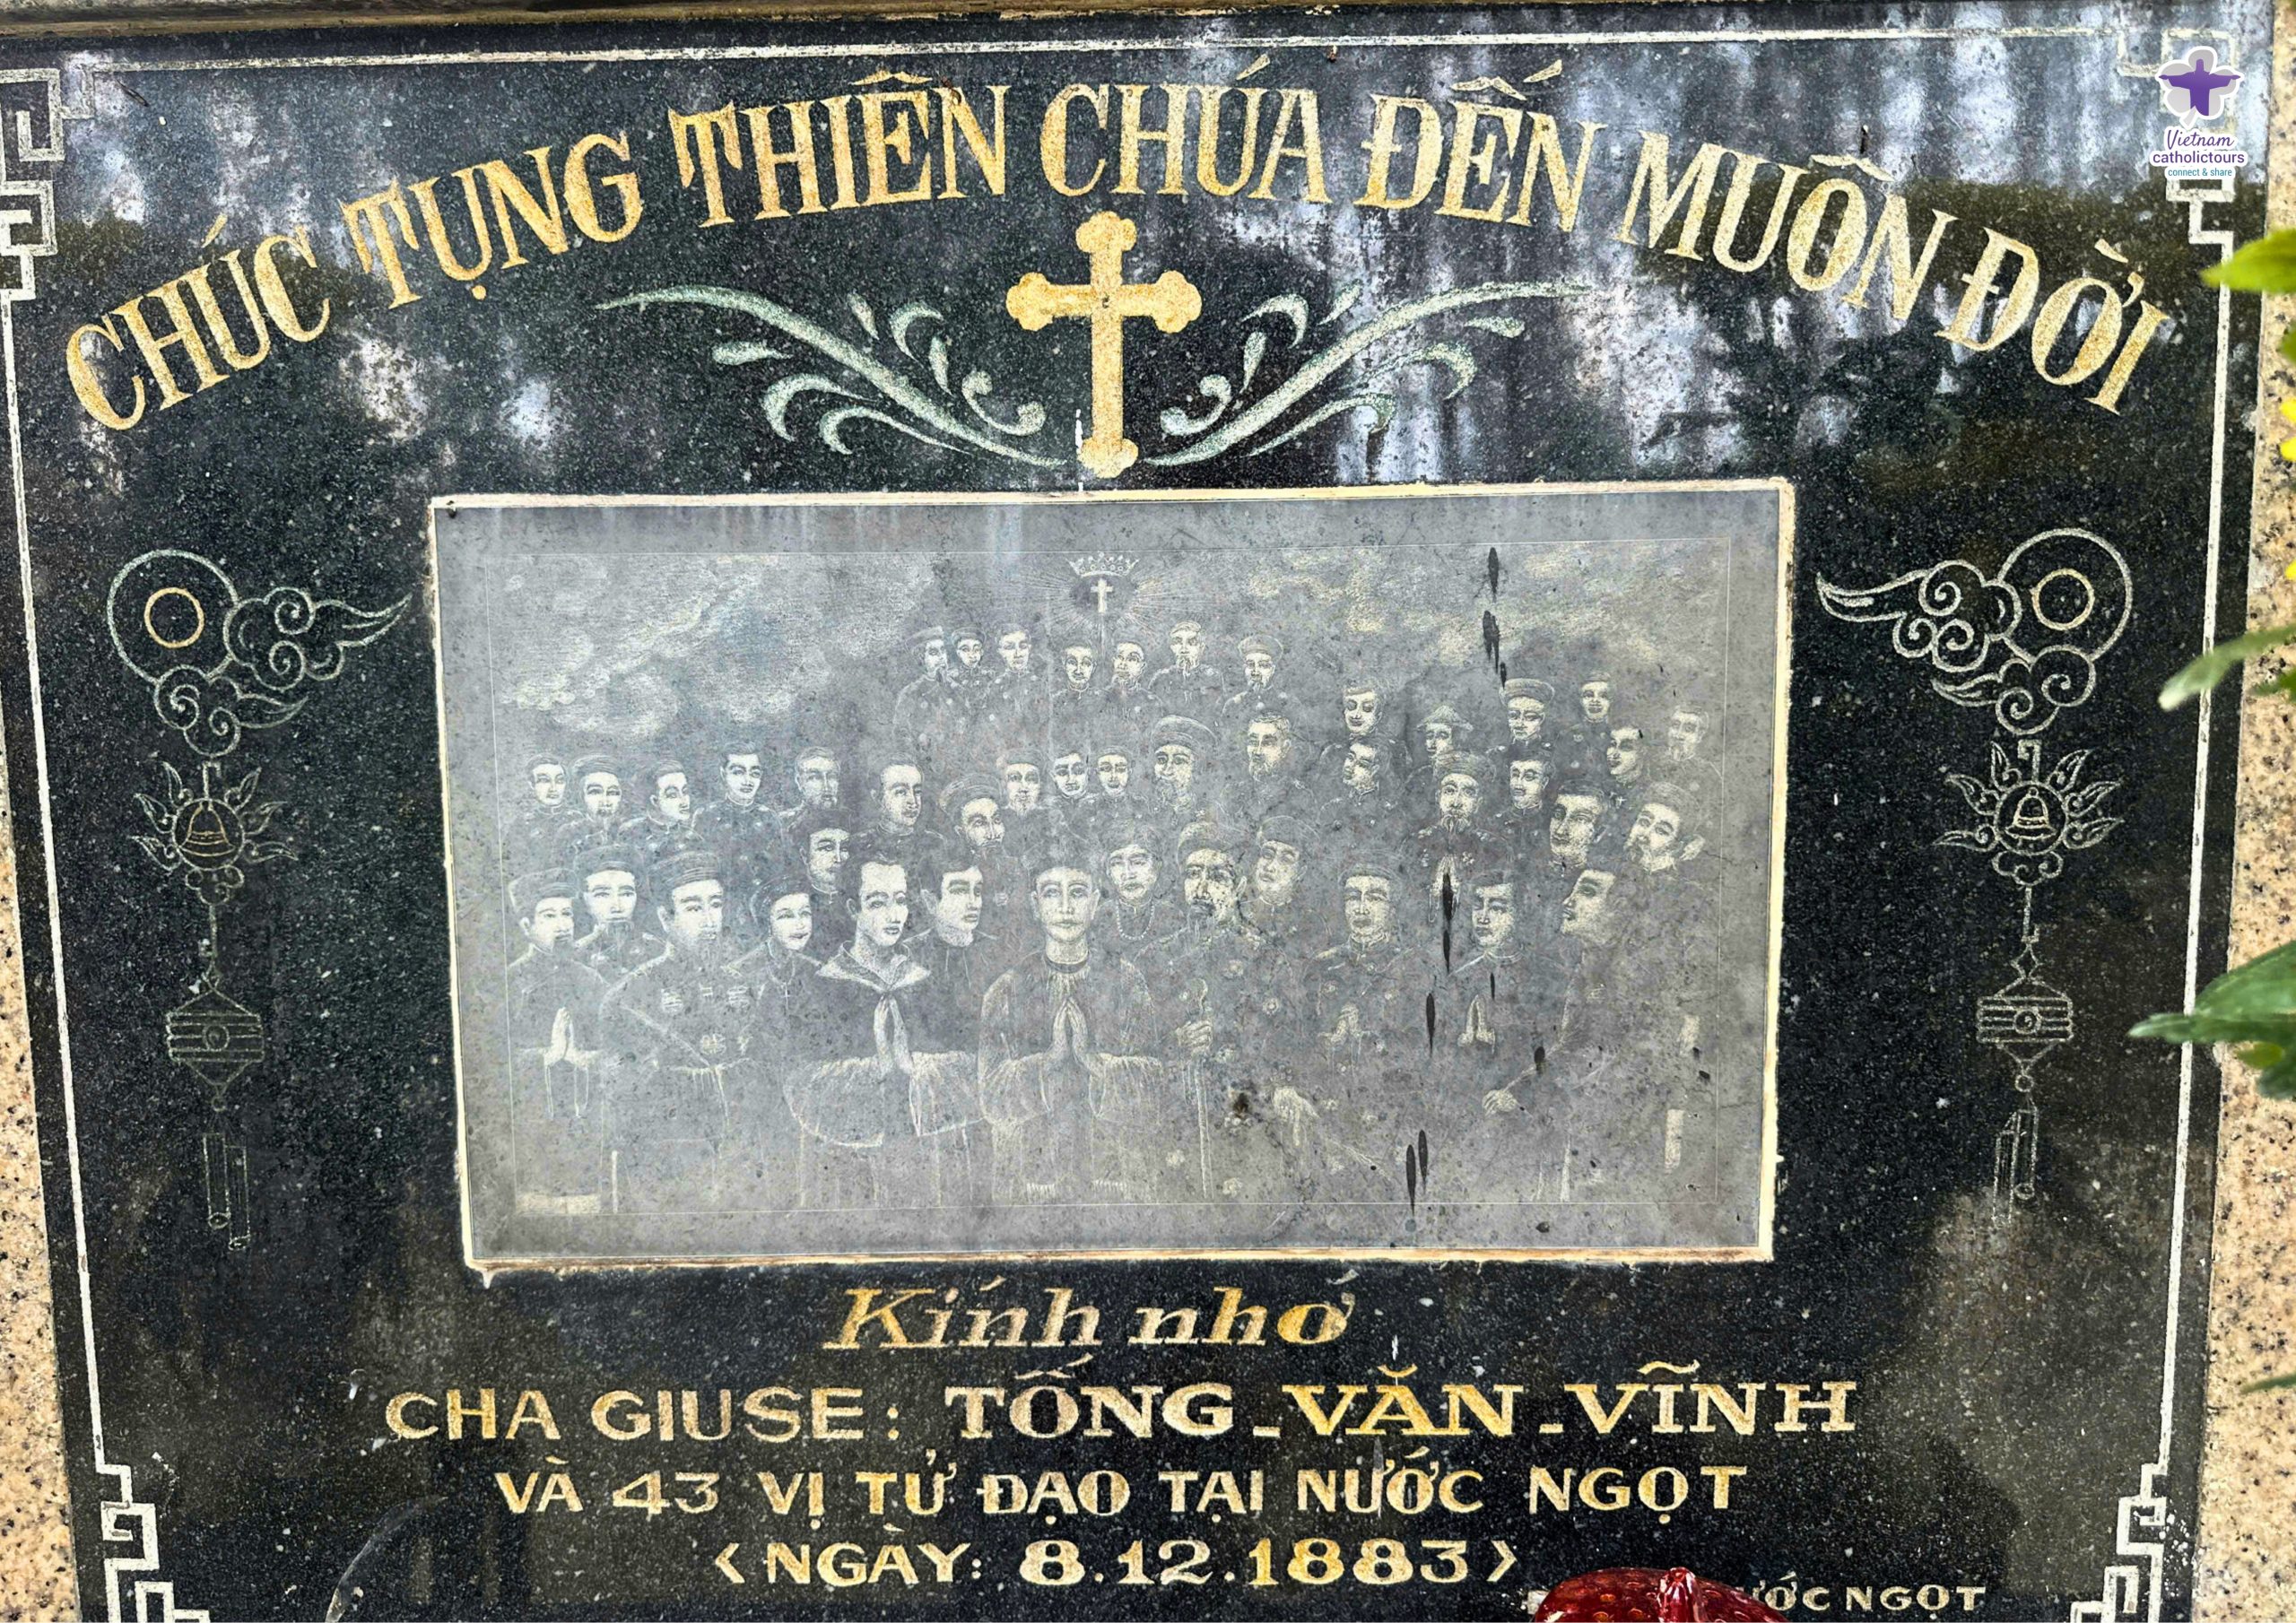 CHÚC TỤNG THIÊN CHÚA ĐẾN MUÔN ĐỜI
Vietnam
catholictours
connect & share
Kính nhớ
CHA GIUSE: TỐNG_VĂN_VĨNH
VÀ 43 VỊ TỬ ĐẠO TẠI NƯỚC NGỌT
<NGÀY: 8.12.1883>
NGỌT